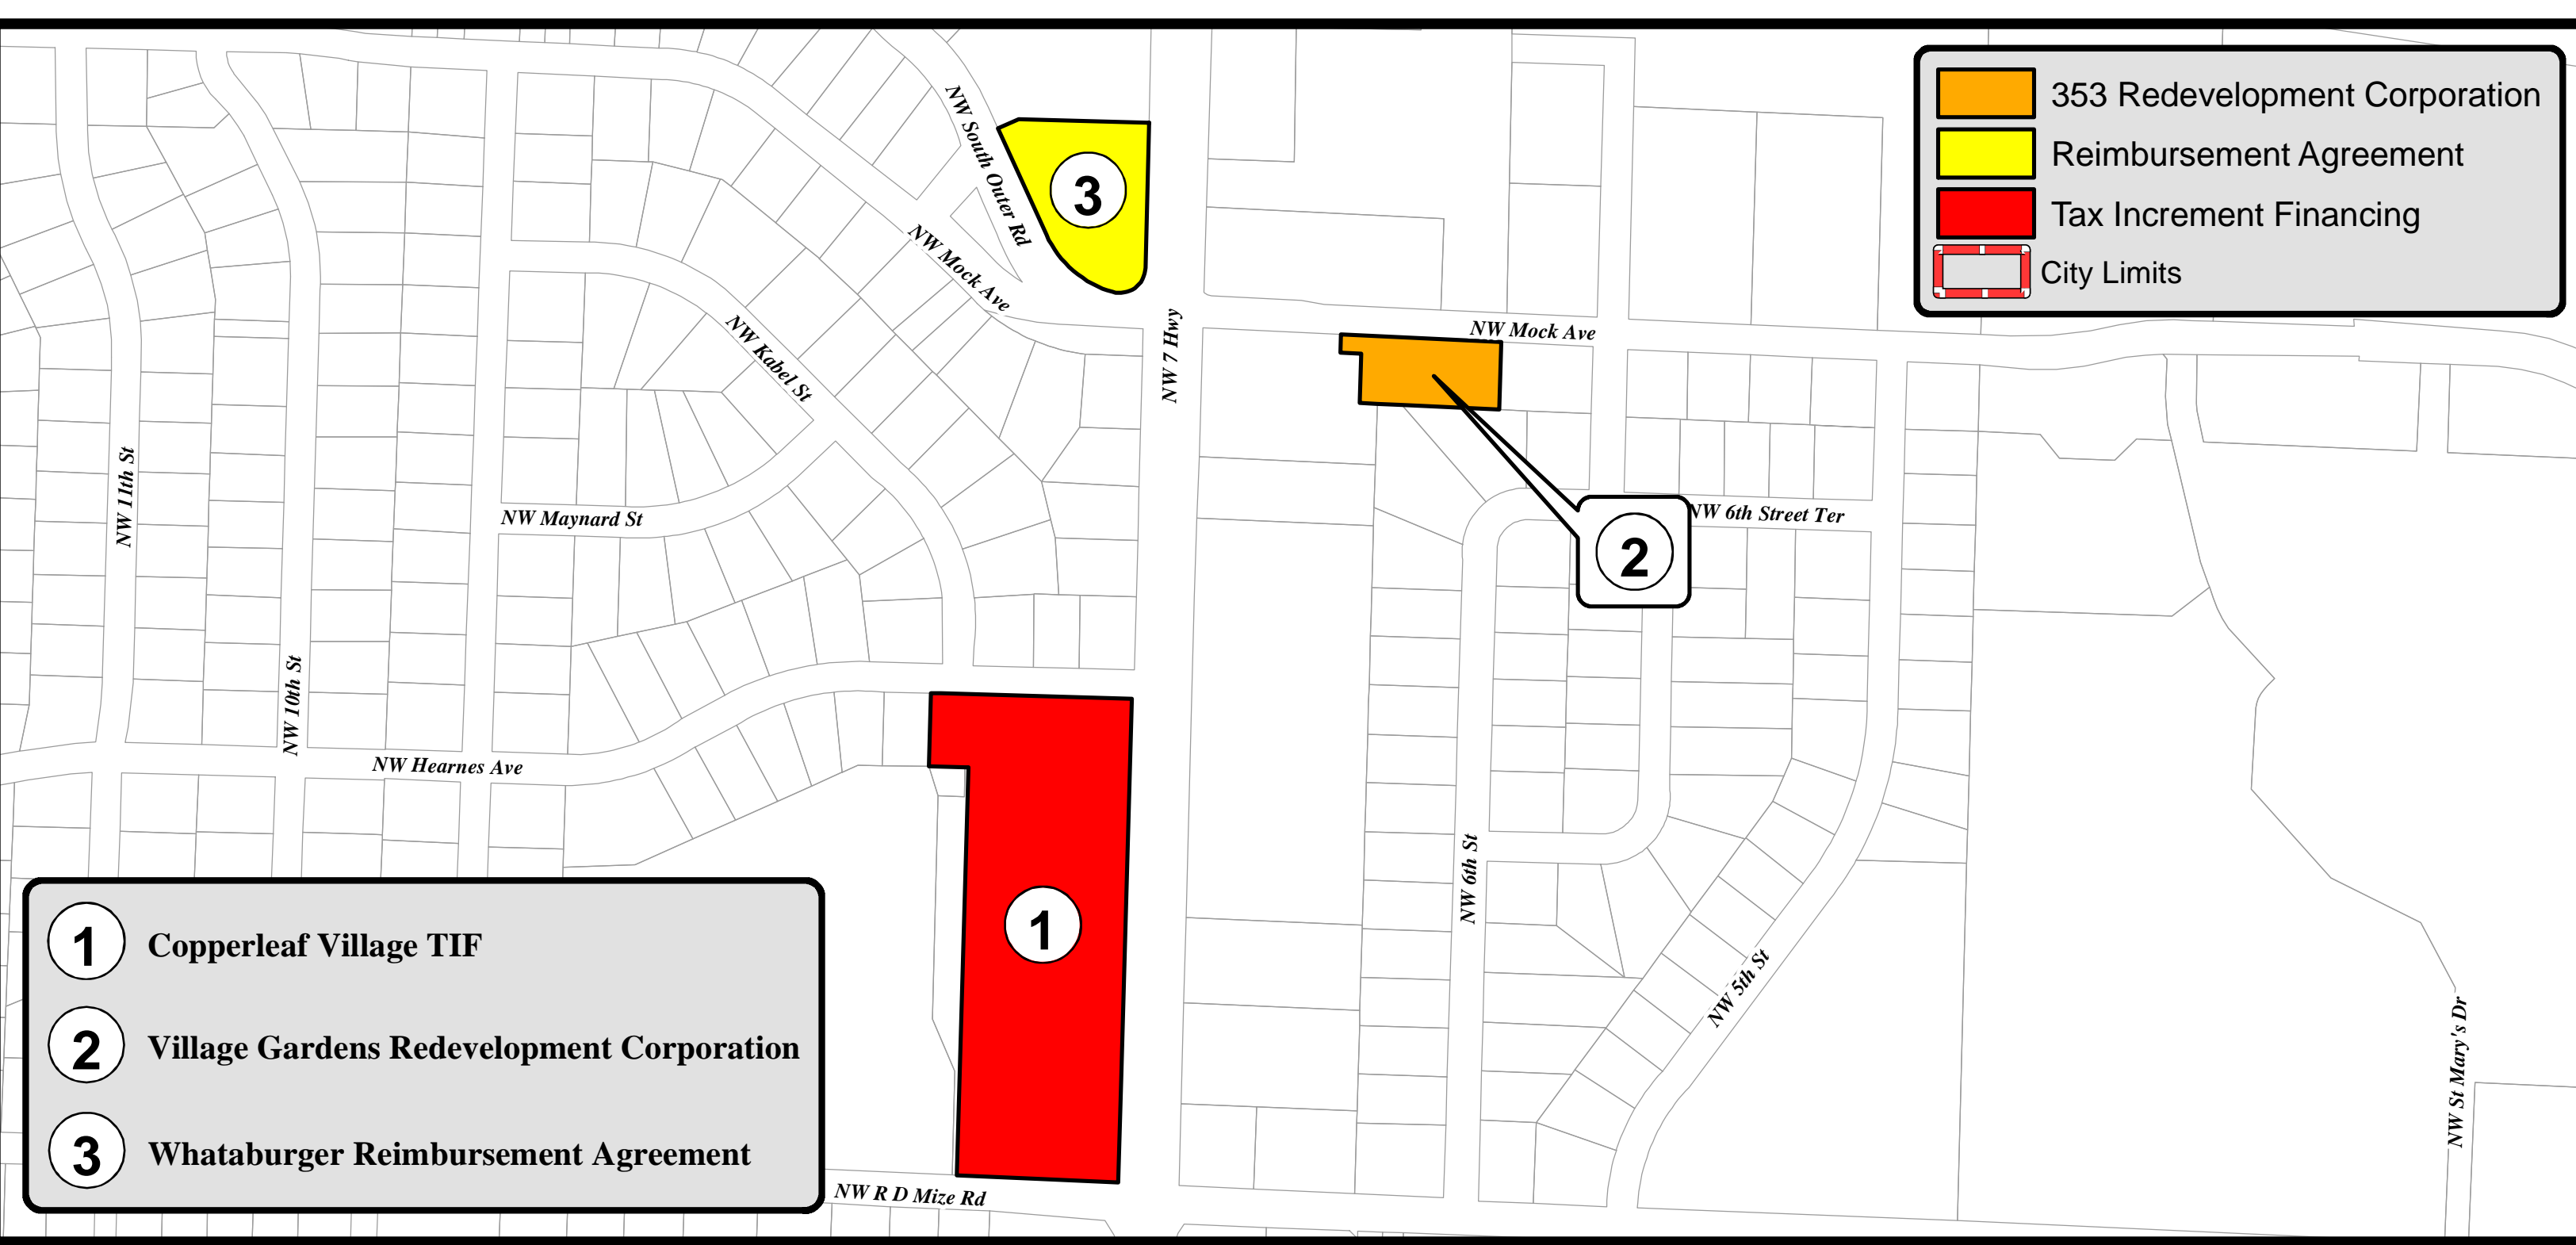 353 Redevelopment Corporation
Reimbursement Agreement
Tax Increment Financing
City Limits
NW South Outer Rd
3
NW Mock Ave
NW Kabel St
NW 7 Hwy
NW Mock Ave
NW 11th St
NW Maynard St
NW 6th Street Ter
2
NW 10th St
NW Hearnes Ave
1
NW 6th St
NW 5th St
NW St Mary's Dr
NW R D Mize Rd
1 Copperleaf Village TIF
2 Village Gardens Redevelopment Corporation
3 Whataburger Reimbursement Agreement